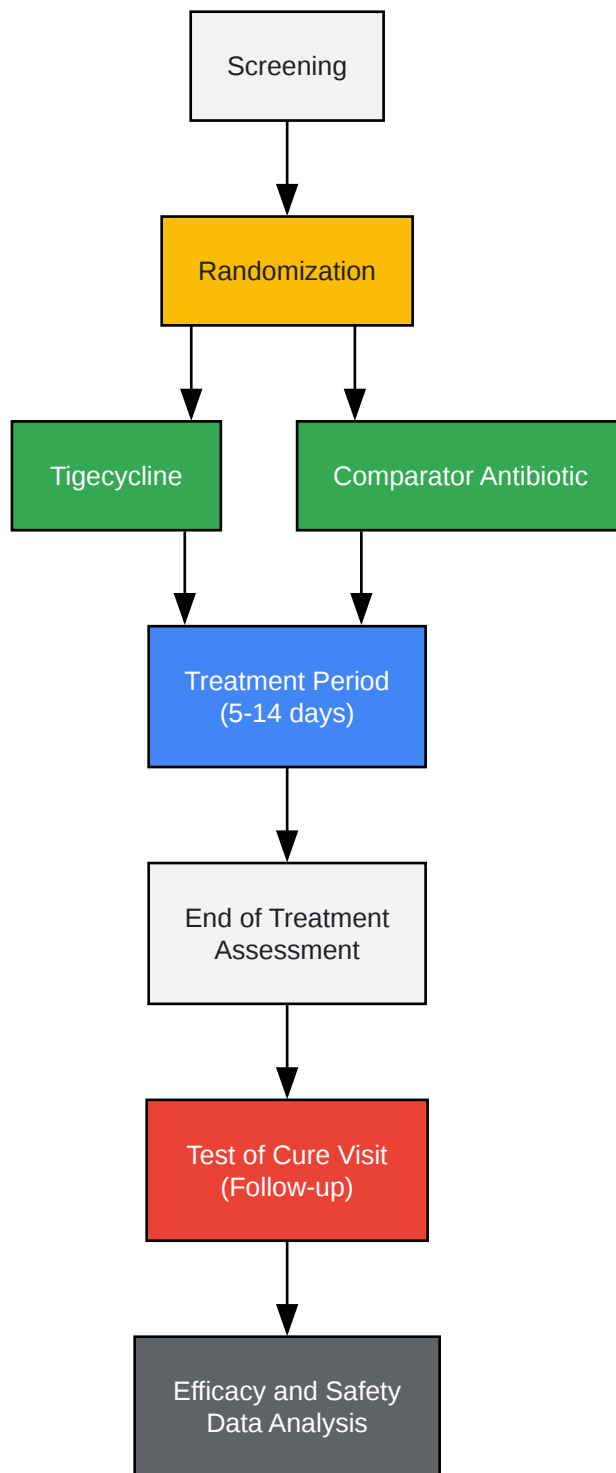 Screening
Randomization
Tigecycline
Comparator Antibiotic
Treatment Period
(5-14 days)
End of Treatment
Assessment
Test of Cure Visit
(Follow-up)
Efficacy and Safety
Data Analysis